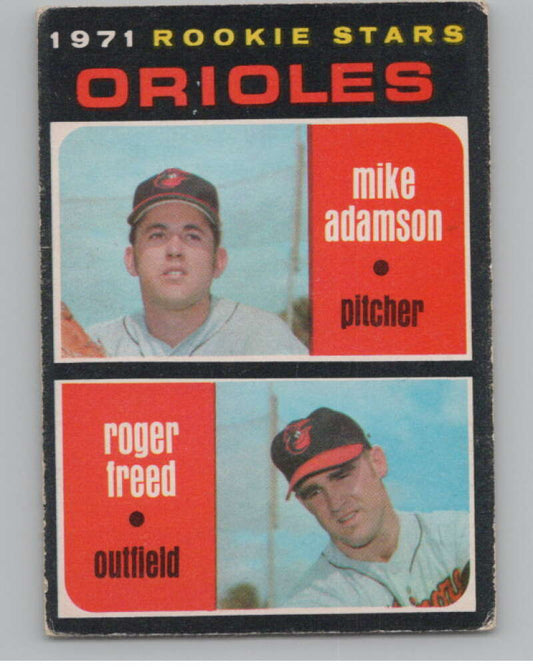 1971 ROOKIE STARS
ORIOLES
mike
adamson
pitcher
roger
freed
outfield